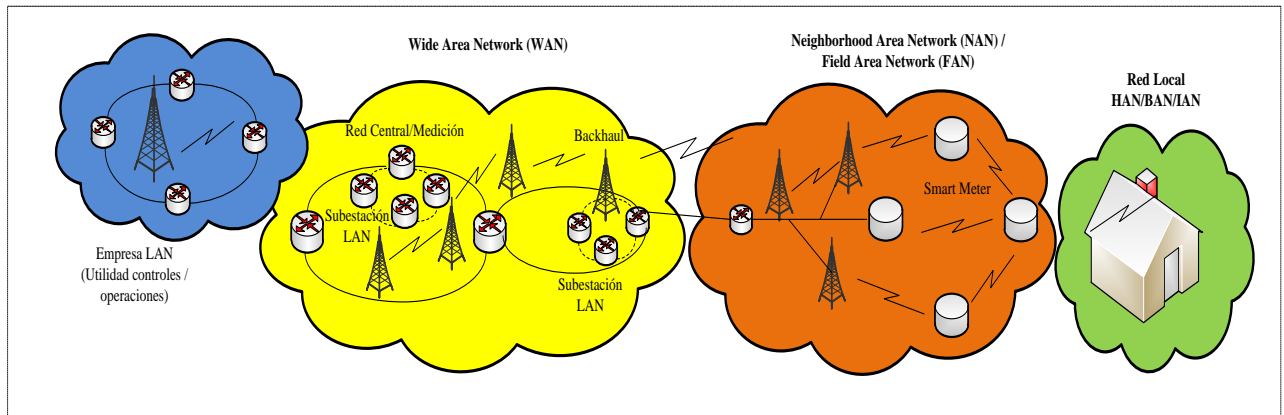 Wide Area Network (WAN)
Neighborhood Area Network (NAN) /
Field Area Network (FAN)
Red Local
HAN/BAN/IAN
Red Central/Medición
Backhaul
Subestación
LAN
Smart Meter
Empresa LAN
(Utilidad controles /
operaciones)
Subestación
LAN